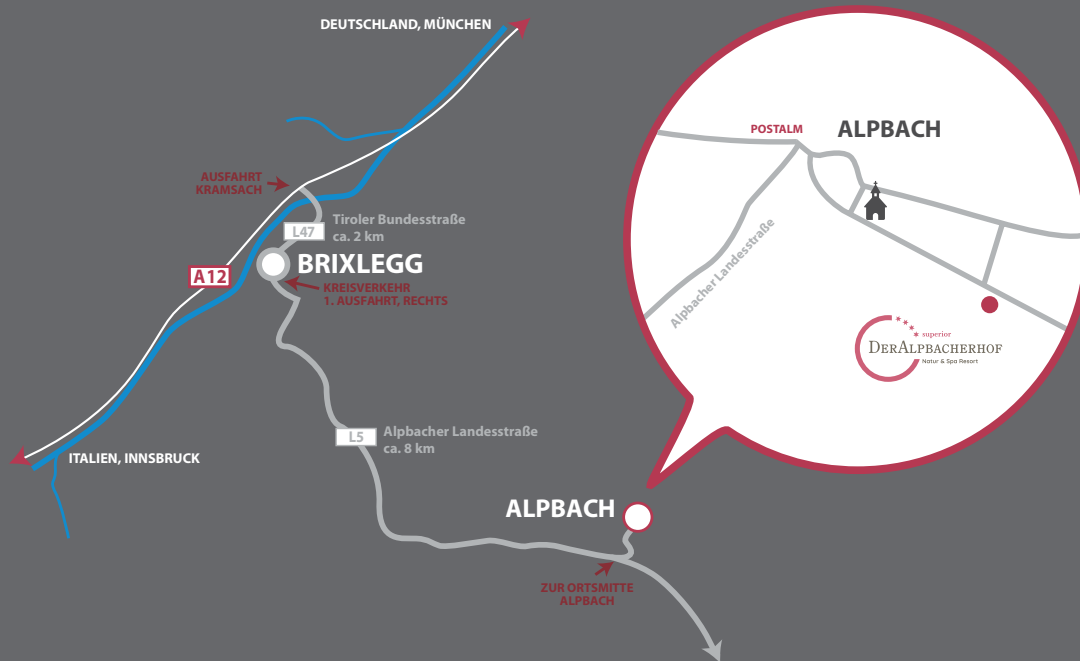 DEUTSCHLAND, MÜNCHEN
POSTALM
ALPBACH
AUSFAHRT
KRAMSACH
L47
Tiroler Bundesstraße
ca. 2 km
BRIXLEGG
A12
KREISVERKEHR
1. AUSFAHRT, RECHTS
Alpbacher Landesstraße
superior
DERALPBACHERHOF
Natur & Spa Resort
L5
Alpbacher Landesstraße
ca. 8 km
ITALIEN, INNSBRUCK
ALPBACH
ZUR ORTSMITTE
ALPBACH